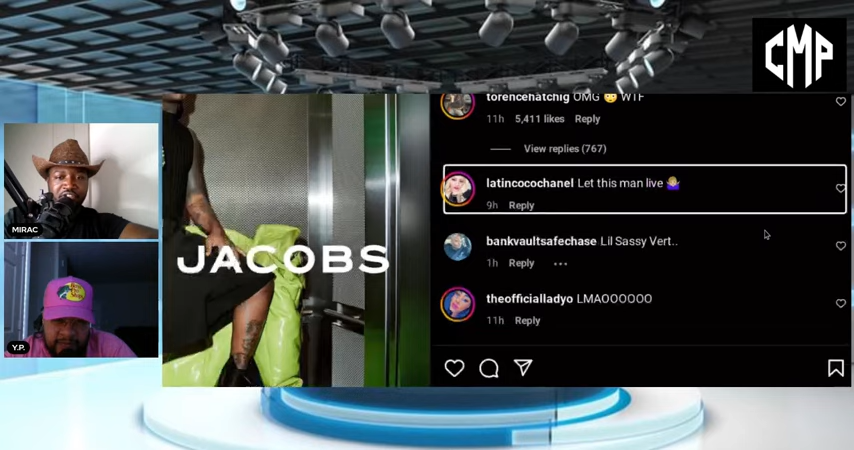 CMP
torencehatchig OMG 😳 WTF
11h 5,411 likes Reply
View replies (767)
latincocochanel Let this man live 🤷‍♀️
9h Reply
MIRAC
bankvaultsafechase Lil Sassy Vert..
JACOBS
1h Reply ...
theofficialladyo LMAOOOOOO
11h Reply
Y.P.